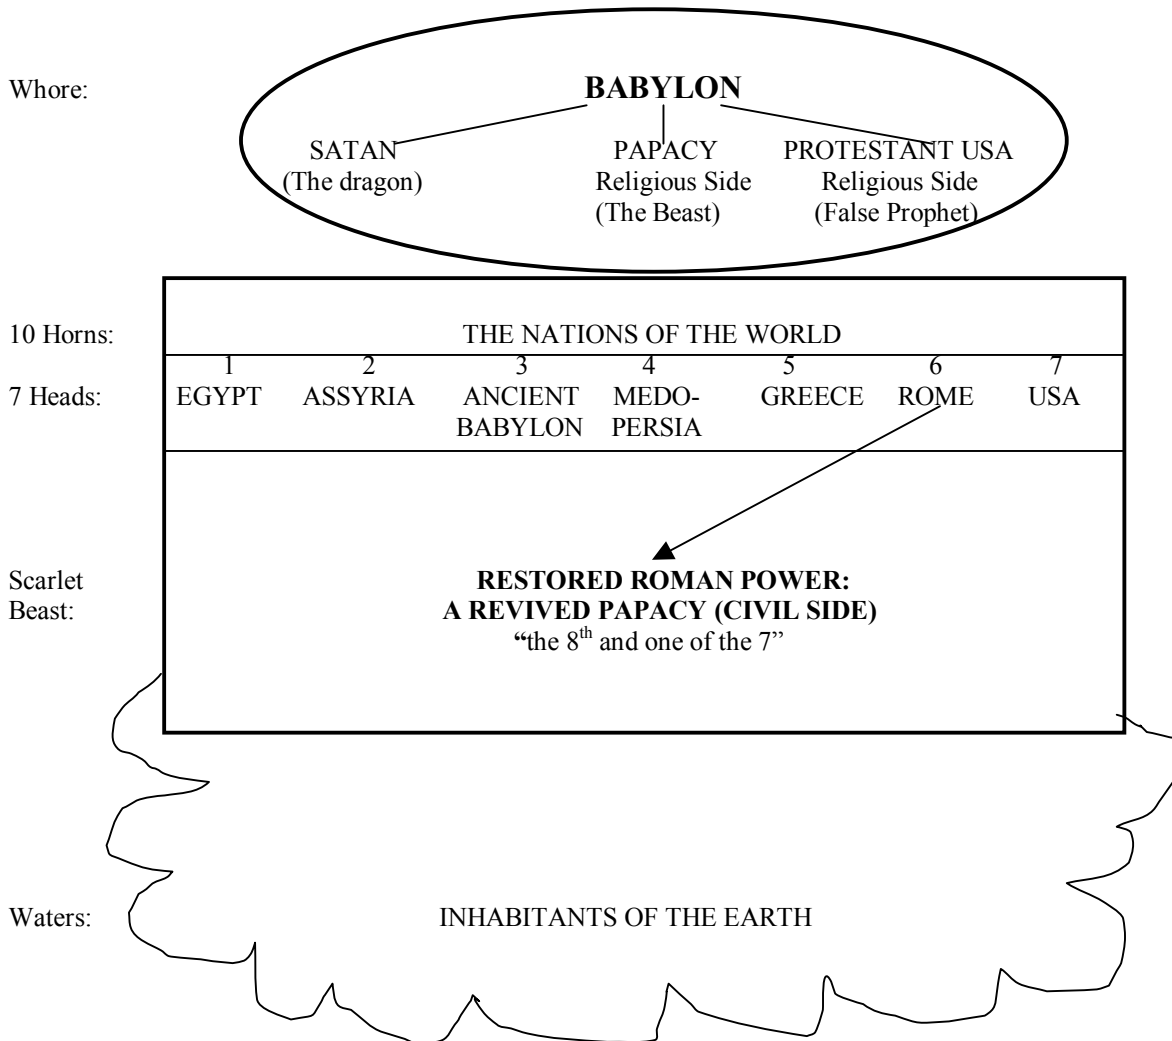 Whore: BABYLON
SATAN PAPACY PROTESTANT USA
(The dragon) Religious Side Religious Side
(The Beast) (False Prophet)
10 Horns: THE NATIONS OF THE WORLD
1 2 3 4 5 6 7
7 Heads: EGYPT ASSYRIA ANCIENT MEDO- GREECE ROME USA
BABYLON PERSIA
Scarlet RESTORED ROMAN POWER:
Beast: A REVIVED PAPACY (CIVIL SIDE)
“the 8th and one of the 7”
Waters: INHABITANTS OF THE EARTH